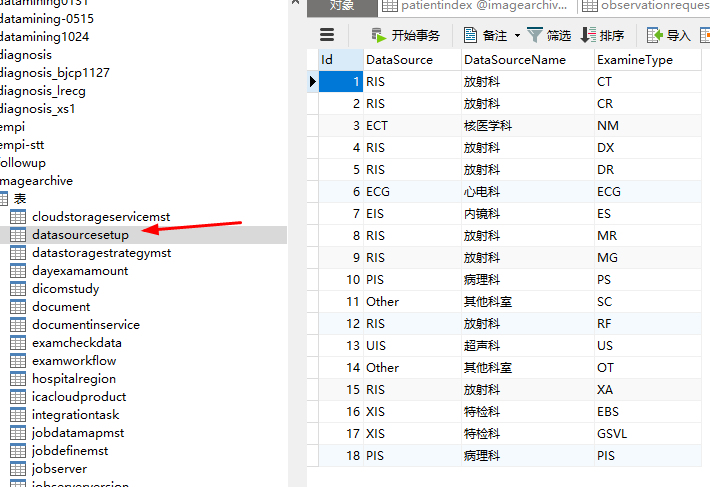 datamining0131
datamining-0515
datamining1024
diagnosis
diagnosis_bjcp1127
diagnosis_lrecg
diagnosis_xs1
empi
empi-stt
followup
imagearchive
表
cloudstorageservicemst
datasourcesetup
datastoragestrategymst
dayexamamount
dicomstudy
document
documentinservice
examcheckdata
examworkflow
hospitalregion
icacloudproduct
integrationtask
jobdatamapmst
jobdefinemst
jobserver
jobserverversion
对象 patientindex @imagearchive... observationreques
开始事务 备注 筛选 排序 导入
Id DataSource DataSourceName ExamineType
1 RIS 放射科 CT
2 RIS 放射科 CR
3 ECT 核医学科 NM
4 RIS 放射科 DX
5 RIS 放射科 DR
6 ECG 心电科 ECG
7 EIS 内镜科 ES
8 RIS 放射科 MR
9 RIS 放射科 MG
10 PIS 病理科 PS
11 Other 其他科室 SC
12 RIS 放射科 RF
13 UIS 超声科 US
14 Other 其他科室 OT
15 RIS 放射科 XA
16 XIS 特检科 EBS
17 XIS 特检科 GSVL
18 PIS 病理科 PIS